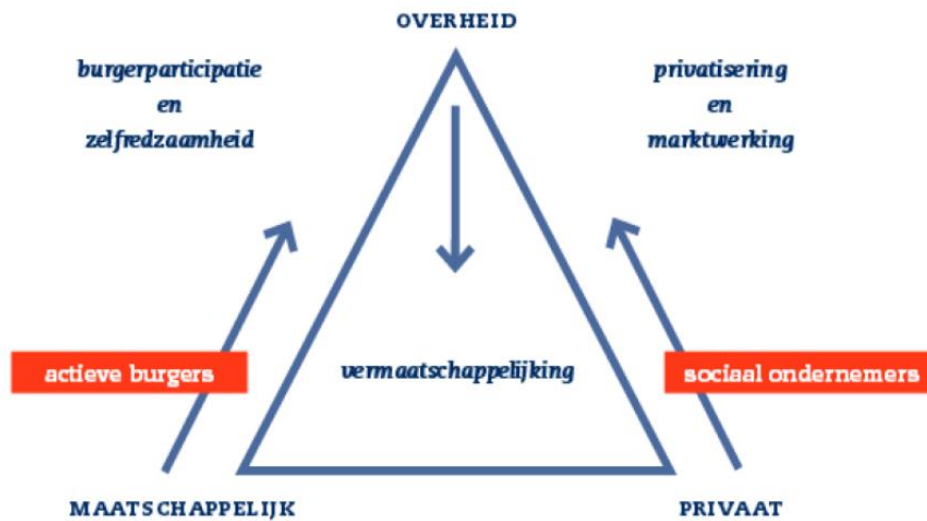 OVERHEID
burgerparticipatie
en
zelfredzaamheid
privatisering
en
marktwerking
actieve burgers
vermaatschappelijking
sociaal ondernemers
MAATSCHAPPELIJK
PRIVAAT